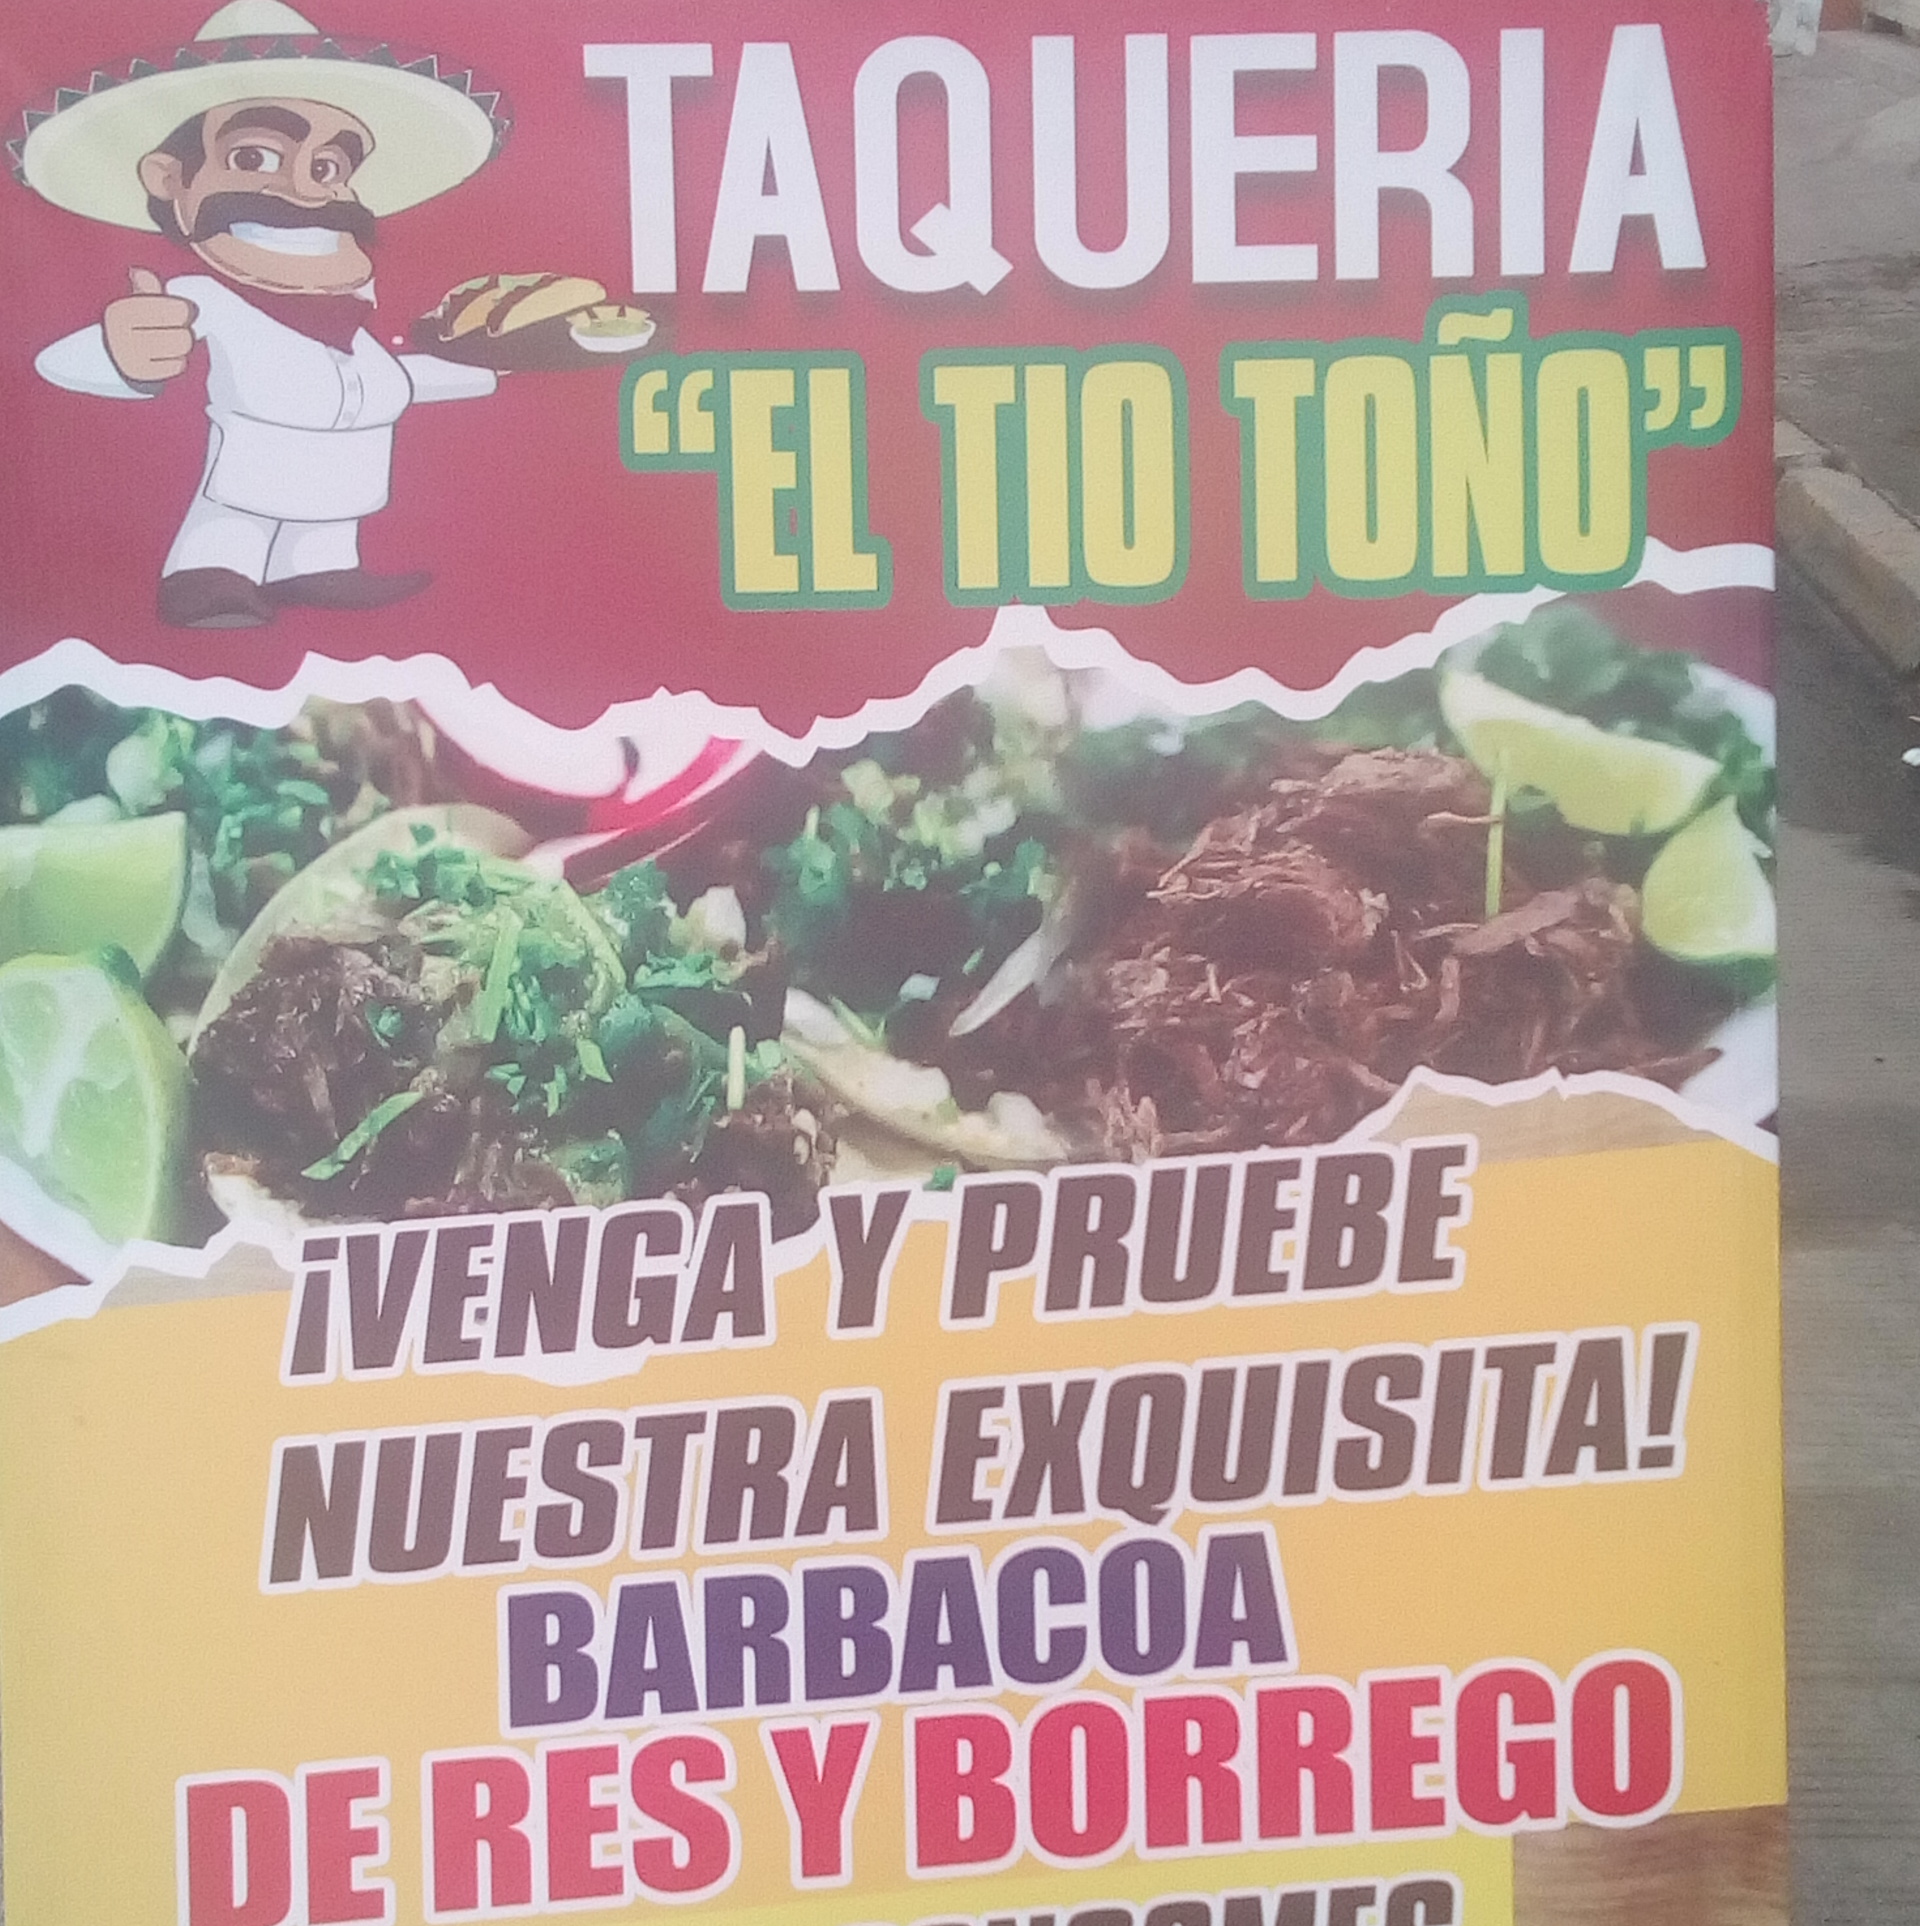 TAQUERIA
“EL TIO TOÑO”
¡VENGA Y PRUEBE
NUESTRA EXQUISITA!
BARBACOA
DE RES Y BORREGO